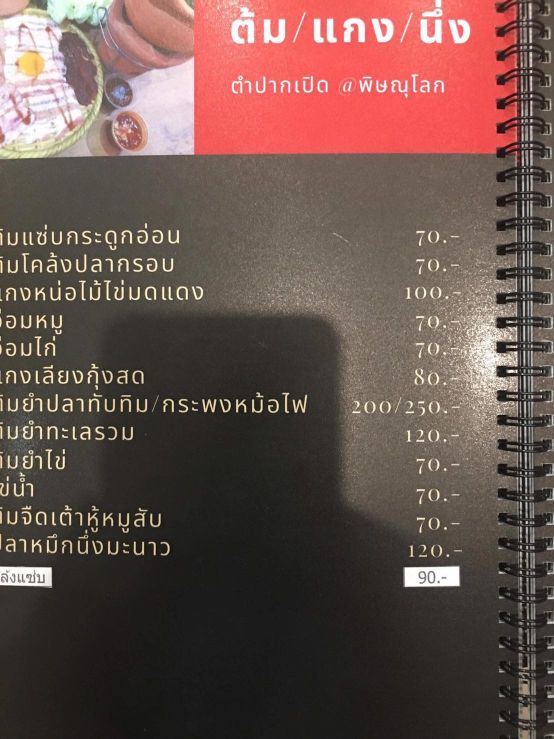 ต้ม/แกง/นึ่ง
ตำปากเปิด @พิษณุโลก
ต้มแซ่บกระดูกอ่อน 70.-
ต้มโคล้งปลากรอบ 70.-
แกงหน่อไม้ไข่มดแดง 100.-
อ่อมหมู 70.-
อ่อมไก่ 70.-
แกงเลียงกุ้งสด 80.-
ต้มยำปลาทับทิม/กระพงหม้อไฟ 200/250.-
ต้มยำทะเลรวม 120.-
ต้มยำไข่ 70.-
ไข่น้ำ 70.-
ต้มจืดเต้าหู้หมูสับ 70.-
ปลาหมึกนึ่งมะนาว 120.-
ล้งแซ่บ 90.-